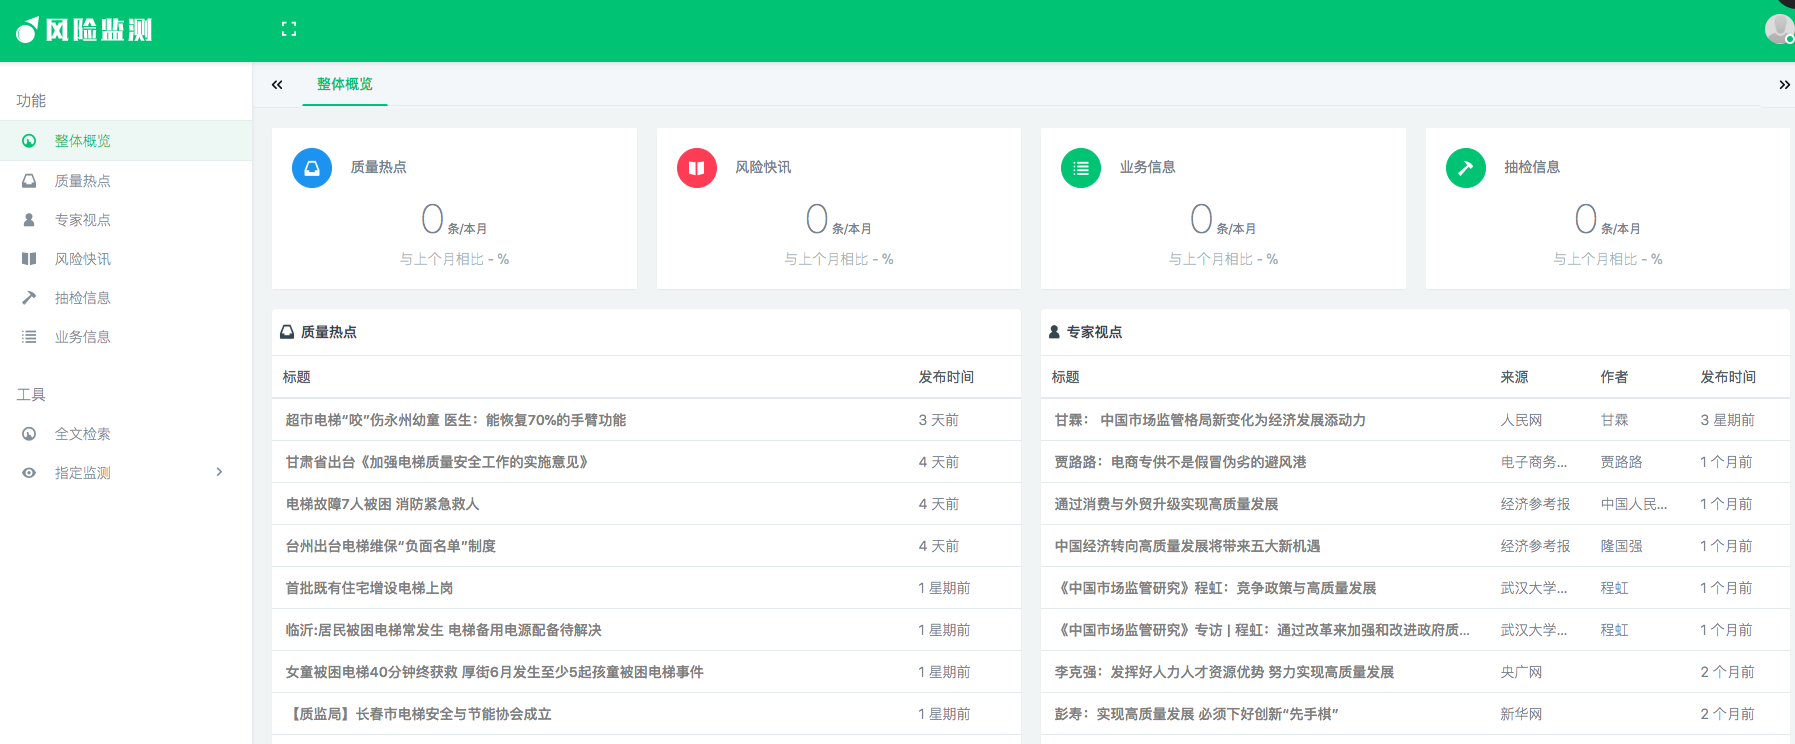 风险监测
功能
整体概览
质量热点
专家视点
风险快讯
抽检信息
业务信息
工具
全文检索
指定监测
整体概览
质量热点
0 条/本月
与上个月相比 - %
风险快讯
0 条/本月
与上个月相比 - %
业务信息
0 条/本月
与上个月相比 - %
抽检信息
0 条/本月
与上个月相比 - %
质量热点
标题 发布时间
超市电梯“咬”伤永州幼童 医生：能恢复70%的手臂功能 3 天前
甘肃省出台《加强电梯质量安全工作的实施意见》 4 天前
电梯故障7人被困 消防紧急救人 4 天前
台州出台电梯维保“负面名单”制度 4 天前
首批既有住宅增设电梯上岗 1 星期前
临沂:居民被困电梯常发生 电梯备用电源配备待解决 1 星期前
女童被困电梯40分钟终获救 厚街6月发生至少5起孩童被困电梯事件 1 星期前
【质监局】长春市电梯安全与节能协会成立 1 星期前
专家视点
标题 来源 作者 发布时间
甘霖： 中国市场监管格局新变化为经济发展添动力 人民网 甘霖 3 星期前
贾路路：电商专供不是假冒伪劣的避风港 电子商务... 贾路路 1 个月前
通过消费与外贸升级实现高质量发展 经济参考报 中国人民... 1 个月前
中国经济转向高质量发展将带来五大新机遇 经济参考报 隆国强 1 个月前
《中国市场监管研究》程虹：竞争政策与高质量发展 武汉大学... 程虹 1 个月前
《中国市场监管研究》专访 | 程虹：通过改革来加强和改进政府质... 武汉大学... 程虹 1 个月前
李克强：发挥好人力人才资源优势 努力实现高质量发展 央广网 2 个月前
彭寿：实现高质量发展 必须下好创新“先手棋” 新华网 2 个月前